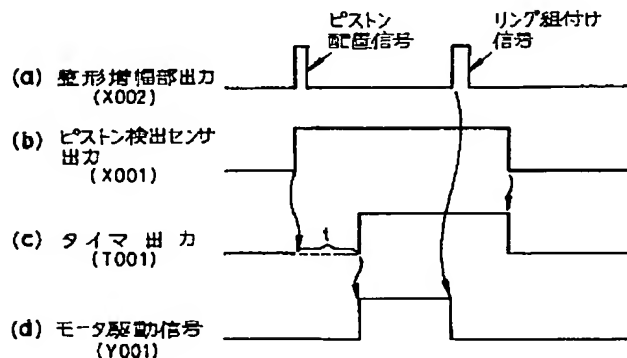 ピストン
配置信号
リング組付け
信号
(a) 整形増幅部出力
(X002)
(b) ピストン検出センサ
出力
(X001)
(c) タイマ出力
(T001)
t
(d) モータ駆動信号
(Y001)